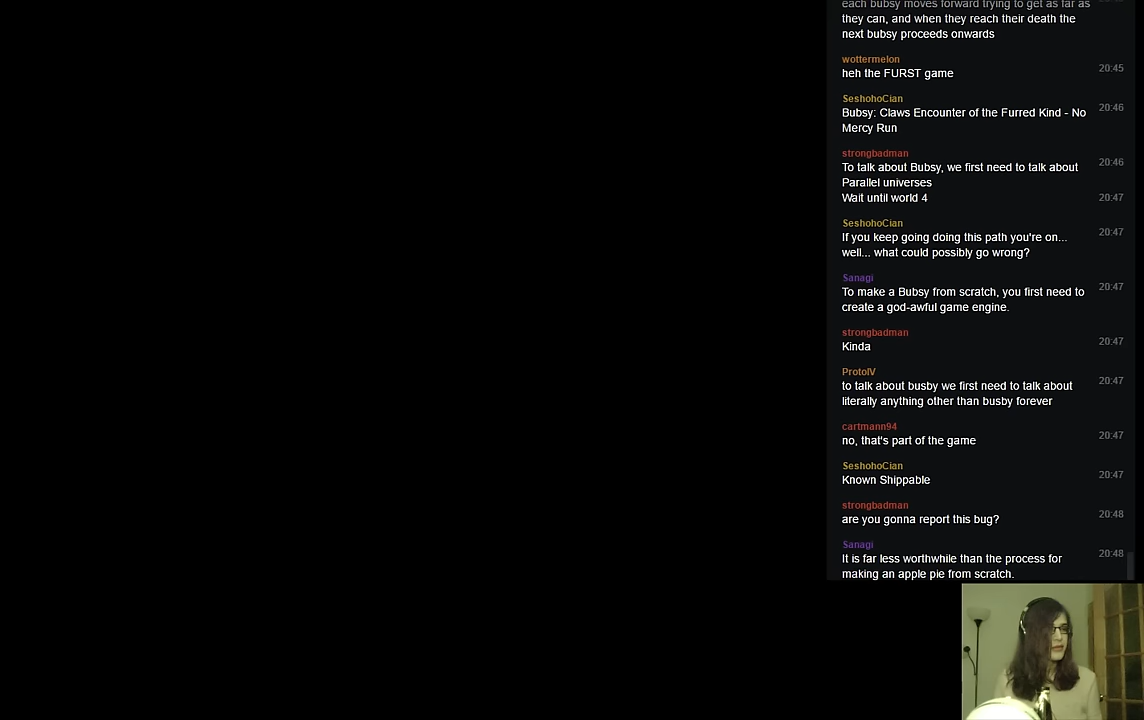 each bubsy moves forward trying to get as far as
they can, and when they reach their death the
next bubsy proceeds onwards
wottermelon
heh the FURST game 20:45
SeshohoCian
Bubsy: Claws Encounter of the Furred Kind - No 20:46
Mercy Run
strongbadman
To talk about Bubsy, we first need to talk about 20:46
Parallel universes
Wait until world 4 20:47
SeshohoCian
If you keep going doing this path you're on... 20:47
well... what could possibly go wrong?
Sanagi
To make a Bubsy from scratch, you first need to 20:47
create a god-awful game engine.
strongbadman
Kinda 20:47
ProtoIV
to talk about busby we first need to talk about 20:47
literally anything other than busby forever
cartmann94
no, that's part of the game 20:47
SeshohoCian
Known Shippable 20:47
strongbadman
are you gonna report this bug? 20:48
Sanagi
It is far less worthwhile than the process for 20:48
making an apple pie from scratch.